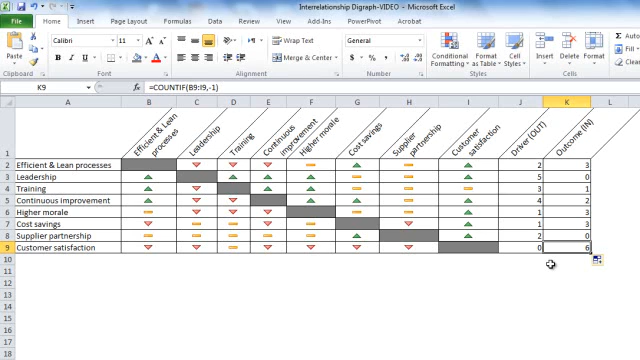 Interrelationship Digraph-VIDEO - Microsoft Excel
File Home Insert Page Layout Formulas Data Review View Add-Ins PowerPivot Acrobat
Calibri 11 A A Wrap Text General
Paste B I U Merge & Center $ % , Conditional Formatting Format as Table Cell Styles Insert Delete Format
Clipboard Font Alignment Number Styles Cells
K9 fx =COUNTIF(B9:I9,-1)
A B C D E F G H I J K L M
1 Efficient & Lean processes Leadership Training Continuous improvement Higher morale Cost savings Supplier partnership Customer satisfaction Driver (OUT) Outcome (IN)
2 Efficient & Lean processes 2 3
3 Leadership 5 0
4 Training 3 1
5 Continuous improvement 4 2
6 Higher morale 1 3
7 Cost savings 1 3
8 Supplier partnership 2 0
9 Customer satisfaction 0 6
10
11
12
13
14
15
16
17
18